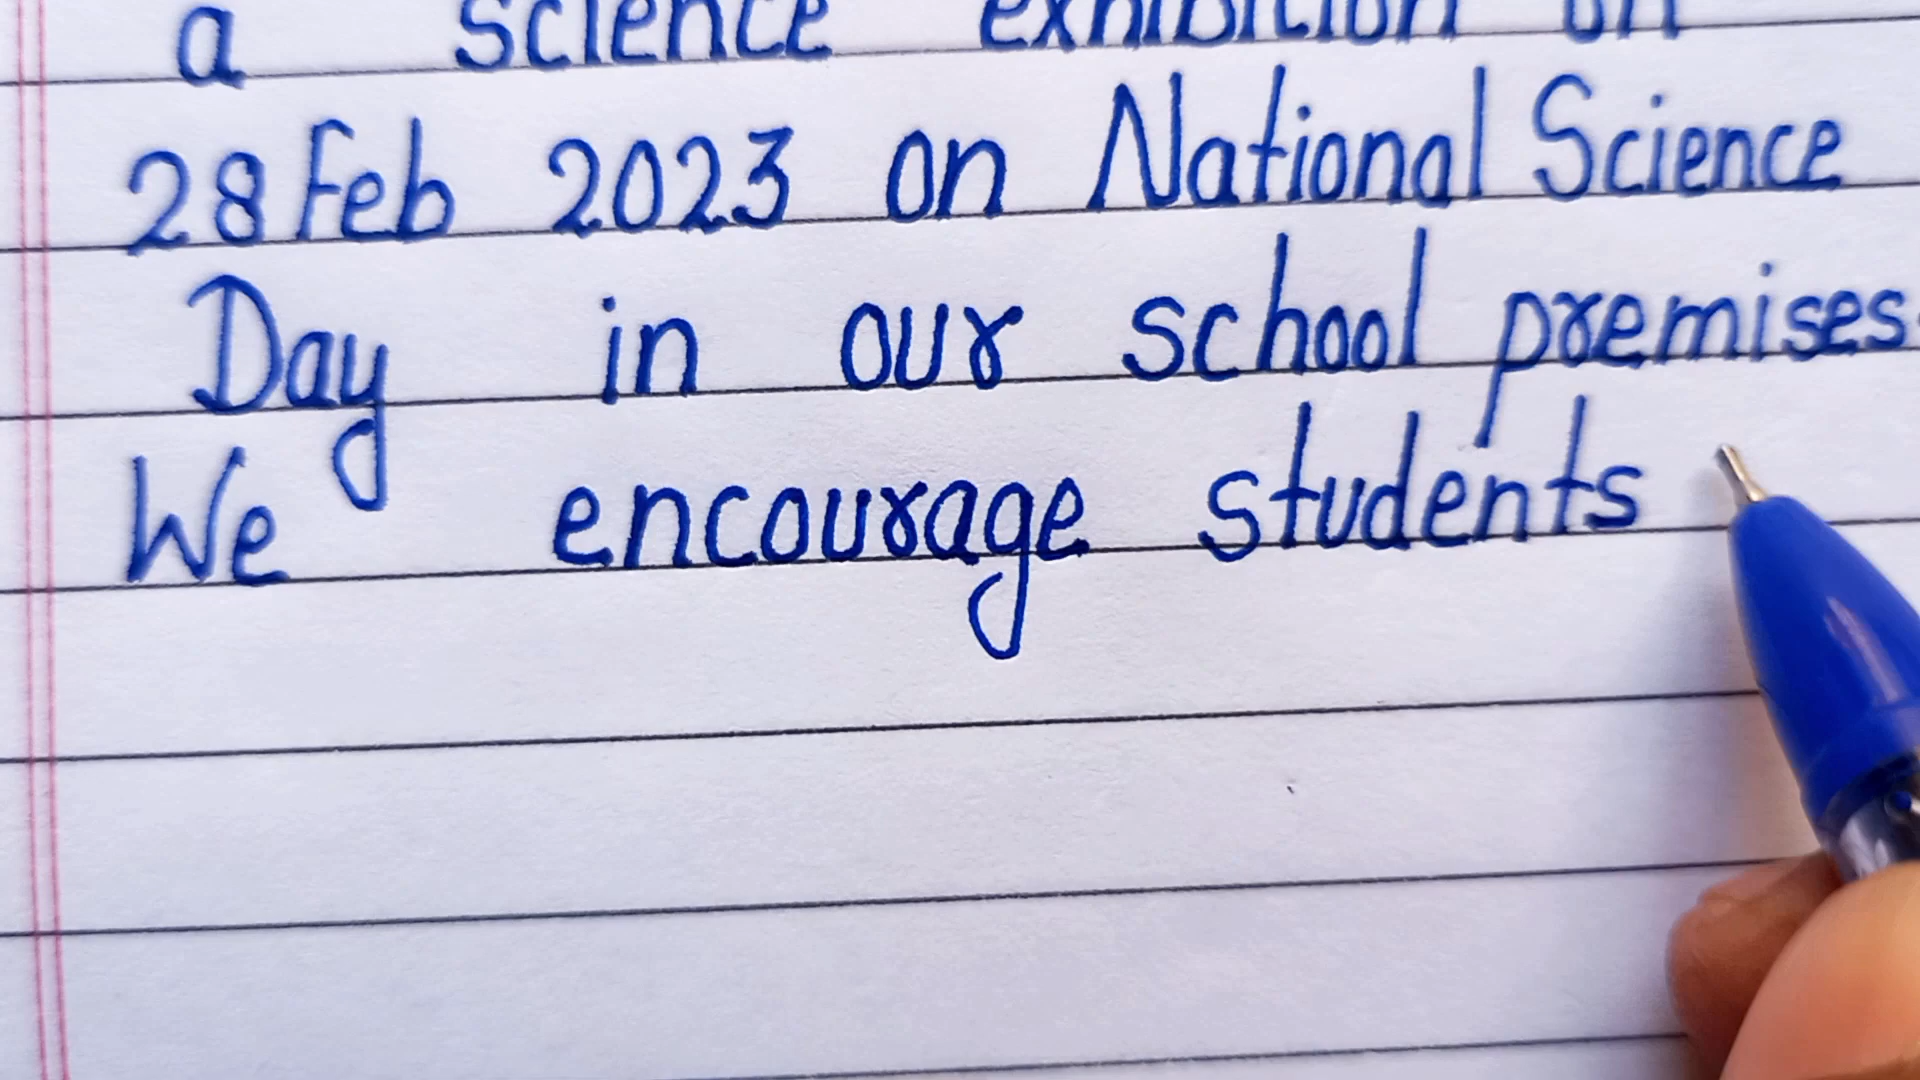 a science exhibition on
28 Feb 2023 on National Science
Day in our school premises.
We encourage students